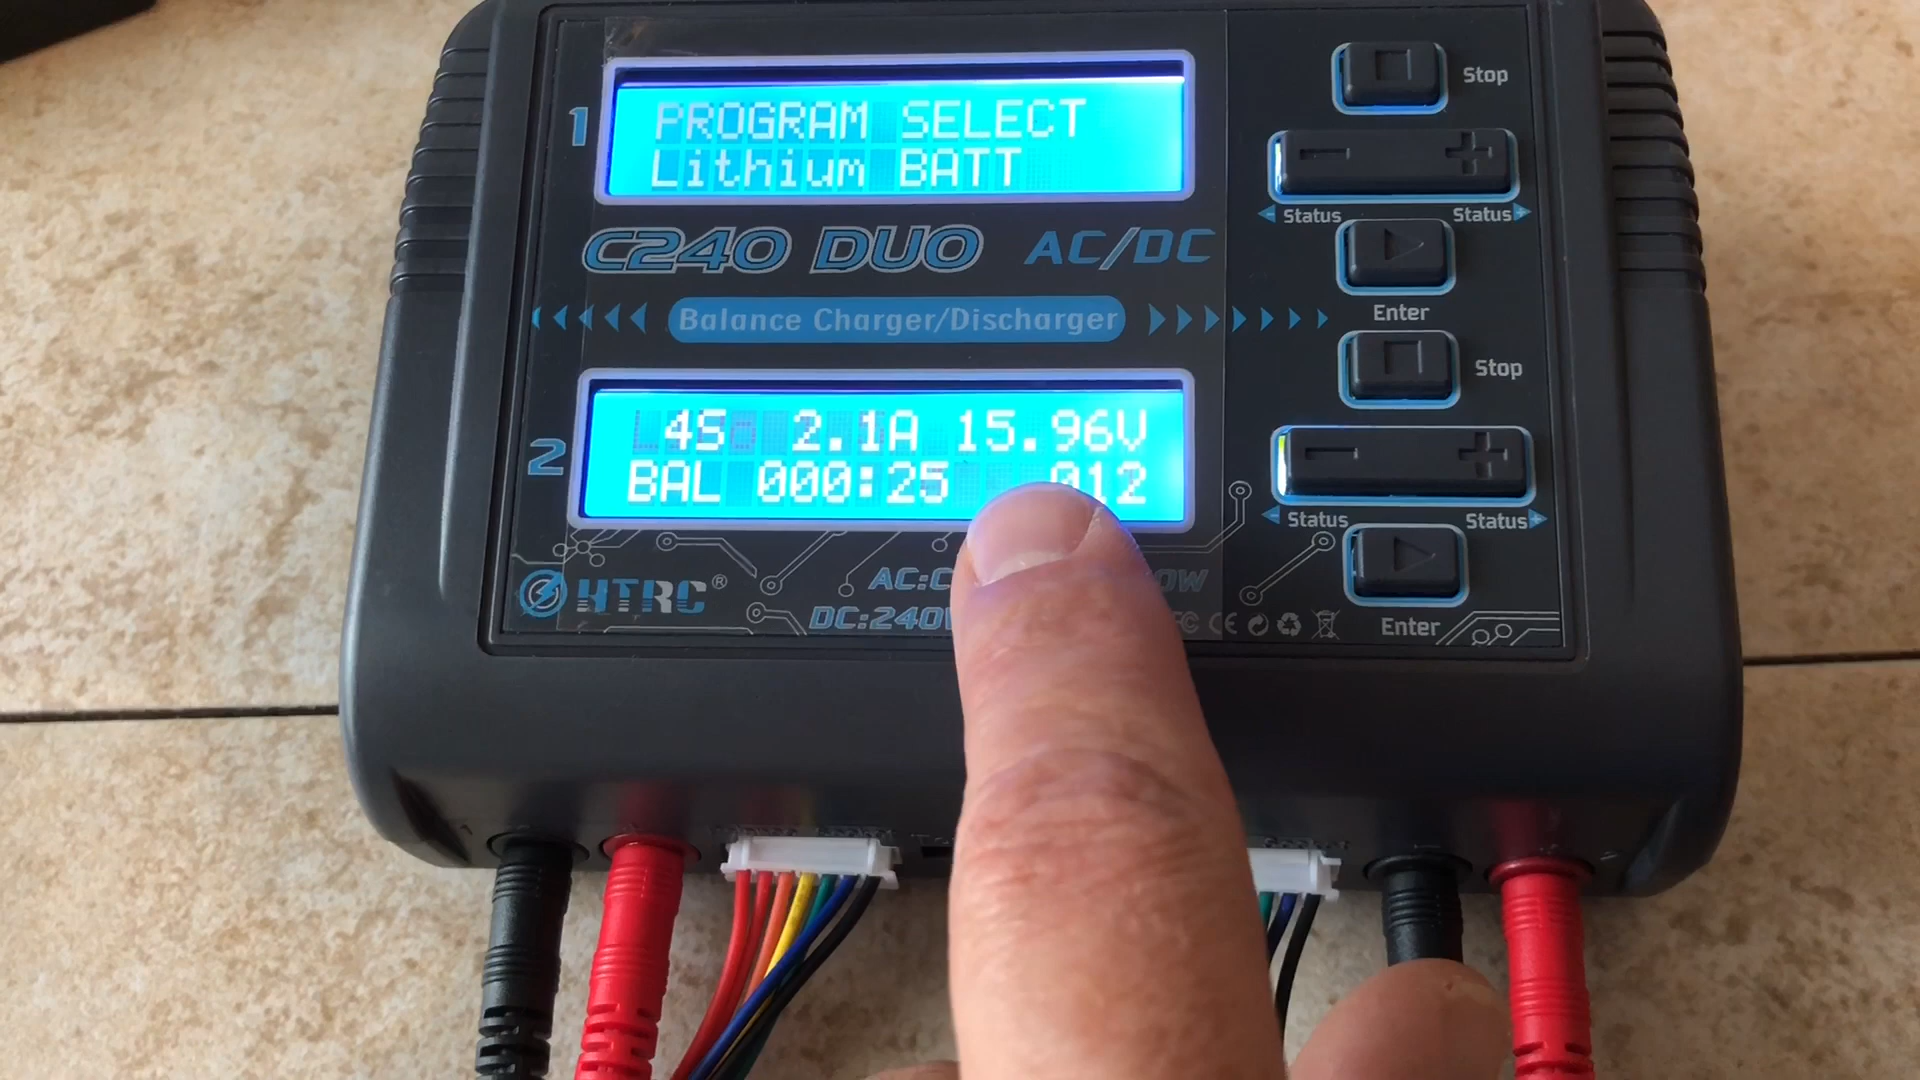 1
PROGRAM SELECT
Lithium BATT
Stop
Status
Status
Enter
C240 DUO AC/DC
Balance Charger/Discharger
2
4S 2.1A 15.96V
BAL 000:25 012
Stop
Status
Status
Enter
HTRC®